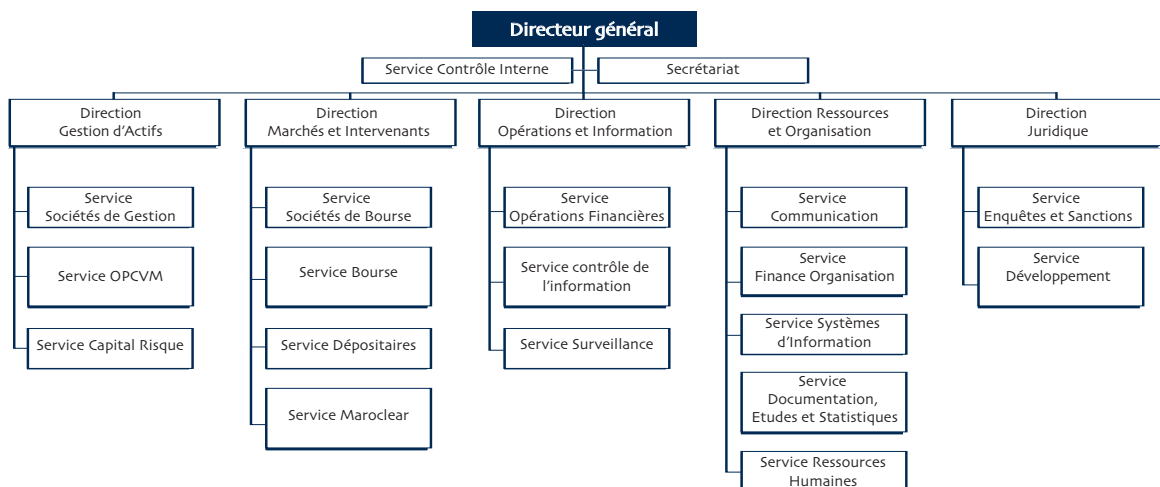 Directeur général
Service Contrôle Interne
Secrétariat
Direction
Gestion d'Actifs
Direction
Marchés et Intervenants
Direction
Opérations et Information
Direction Ressources
et Organisation
Direction
Juridique
Service
Sociétés de Gestion
Service OPCVM
Service Capital Risque
Service
Sociétés de Bourse
Service Bourse
Service Dépositaires
Service Maroclear
Service
Opérations Financières
Service contrôle de
l'information
Service Surveillance
Service
Communication
Service
Finance Organisation
Service Systèmes
d'Information
Service
Documentation,
Etudes et Statistiques
Service Ressources
Humaines
Service
Enquêtes et Sanctions
Service
Développement